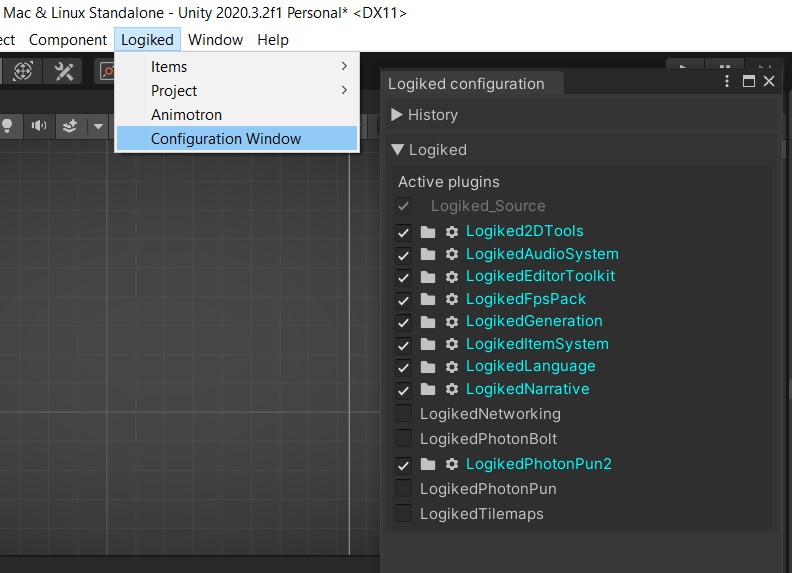 Mac & Linux Standalone - Unity 2020.3.2f1 Personal* <DX11>
ect Component Logiked Window Help
Items
Project
Animotron
Configuration Window
Logiked configuration
History
Logiked
Active plugins
Logiked_Source
Logiked2DTools
LogikedAudioSystem
LogikedEditorToolkit
LogikedFpsPack
LogikedGeneration
LogikedItemSystem
LogikedLanguage
LogikedNarrative
LogikedNetworking
LogikedPhotonBolt
LogikedPhotonPun2
LogikedPhotonPun
LogikedTilemaps